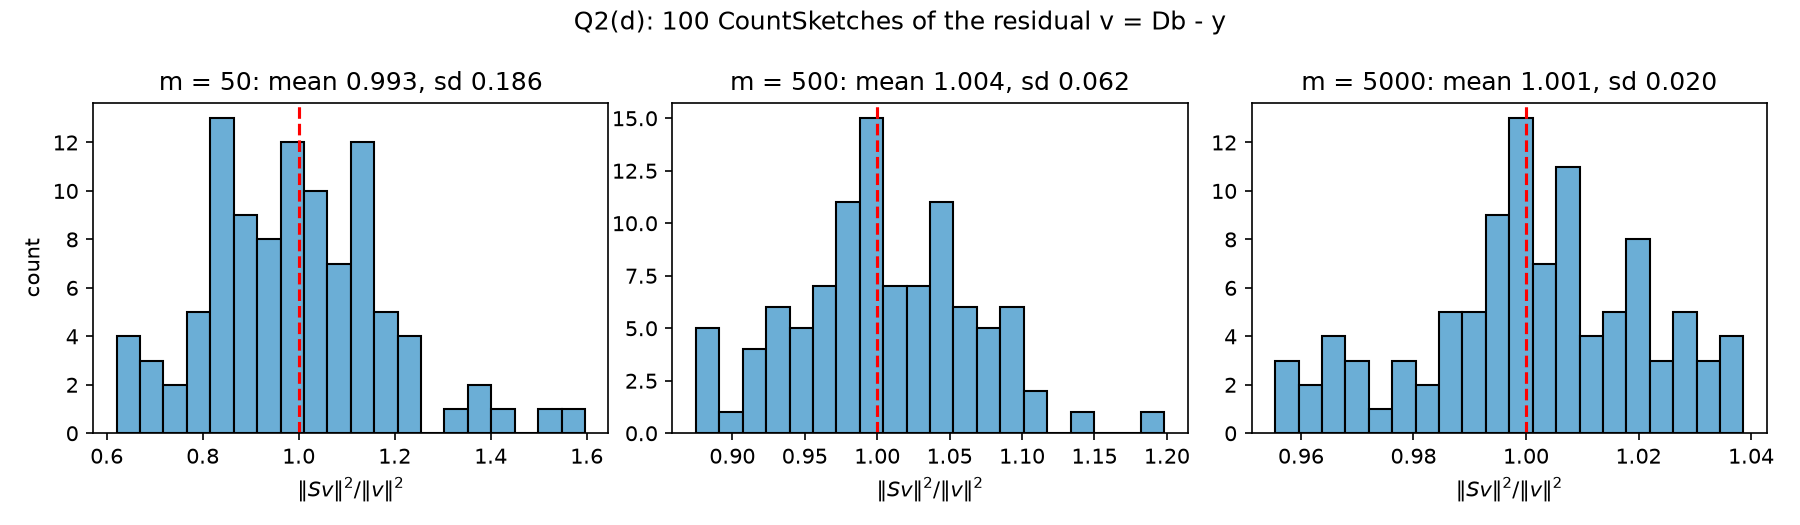 Q2(d): 100 CountSketches of the residual v = Db - y
m = 50: mean 0.993, sd 0.186
count
12
10
8
6
4
2
0
0.6 0.8 1.0 1.2 1.4 1.6
‖Sv‖²/‖v‖²
m = 500: mean 1.004, sd 0.062
15.0
12.5
10.0
7.5
5.0
2.5
0.0
0.90 0.95 1.00 1.05 1.10 1.15 1.20
‖Sv‖²/‖v‖²
m = 5000: mean 1.001, sd 0.020
12
10
8
6
4
2
0
0.96 0.98 1.00 1.02 1.04
‖Sv‖²/‖v‖²